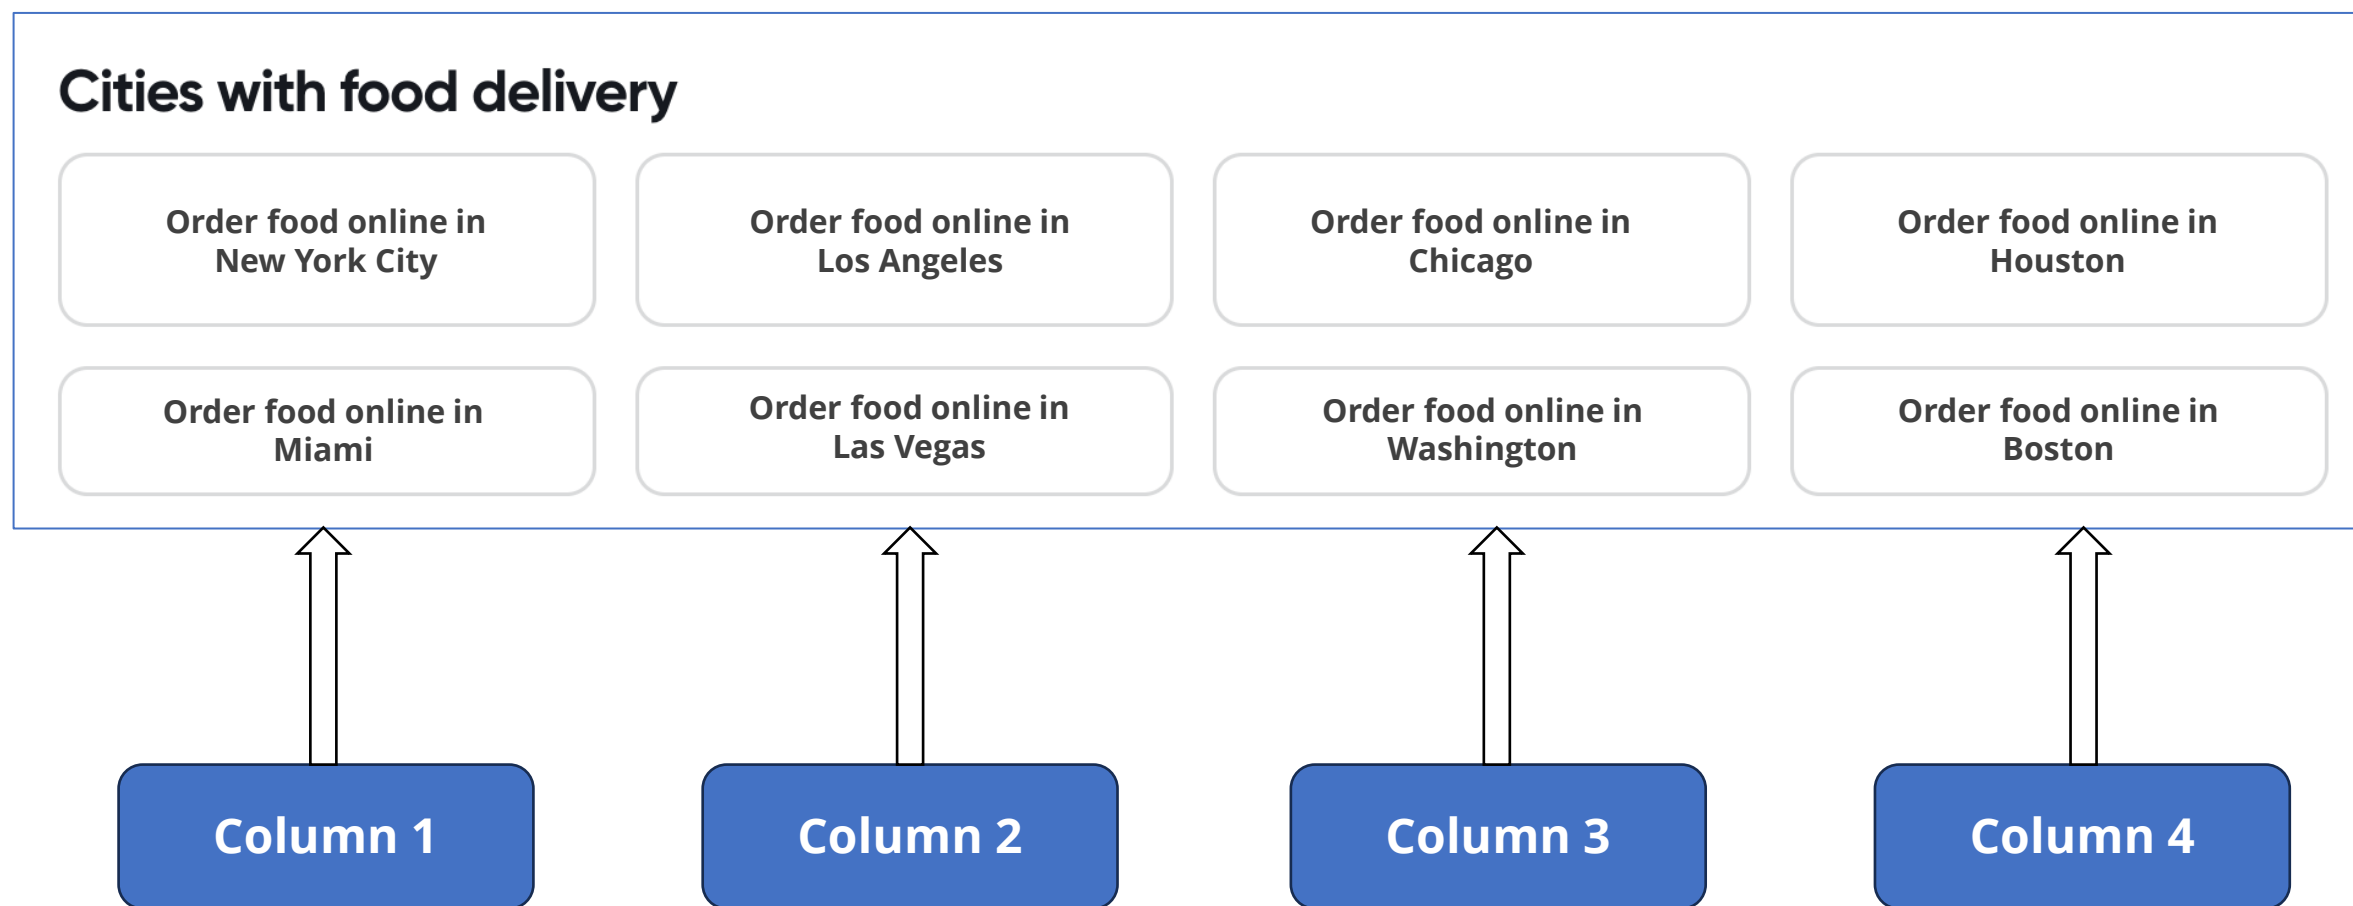 Cities with food delivery
Order food online in
New York City
Order food online in
Los Angeles
Order food online in
Chicago
Order food online in
Houston
Order food online in
Miami
Order food online in
Las Vegas
Order food online in
Washington
Order food online in
Boston
Column 1
Column 2
Column 3
Column 4